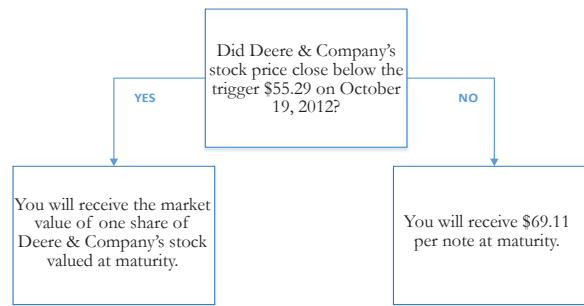 Did Deere & Company's
stock price close below the
trigger $55.29 on October
19, 2012?
YES
NO
You will receive the market
value of one share of
Deere & Company's stock
valued at maturity.
You will receive $69.11
per note at maturity.